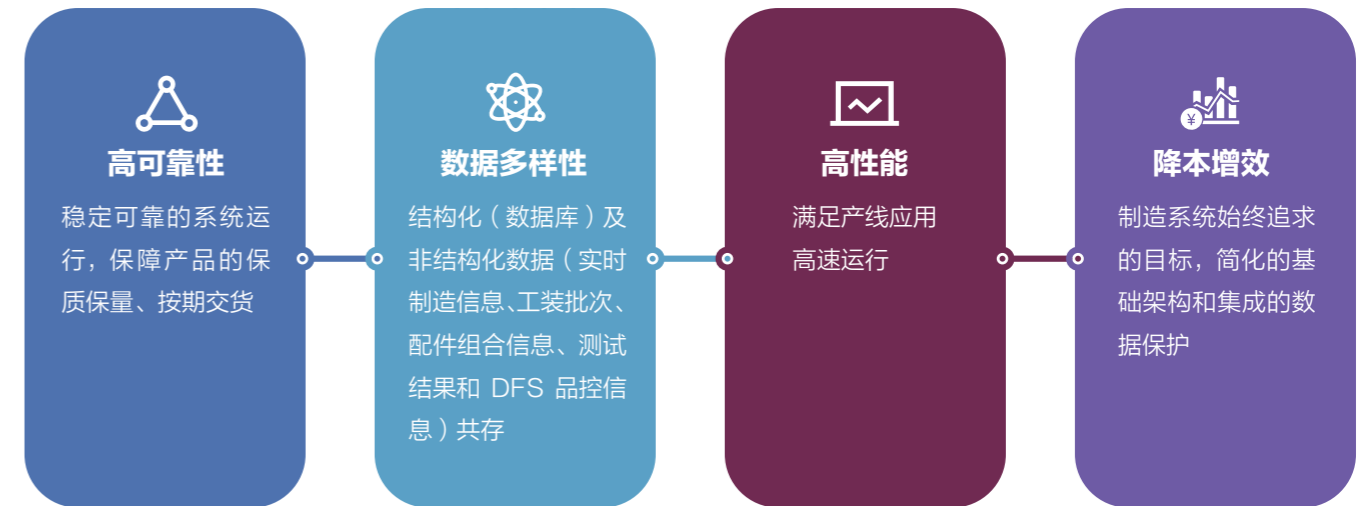 高可靠性
稳定可靠的系统运
行，保障产品的保
质保量、按期交货
数据多样性
结构化（数据库）及
非结构化数据（实时
制造信息、工装批次、
配件组合信息、测试
结果和 DFS 品控信
息）共存
高性能
满足产线应用
高速运行
¥
降本增效
制造系统始终追求
的目标，简化的基
础架构和集成的数
据保护